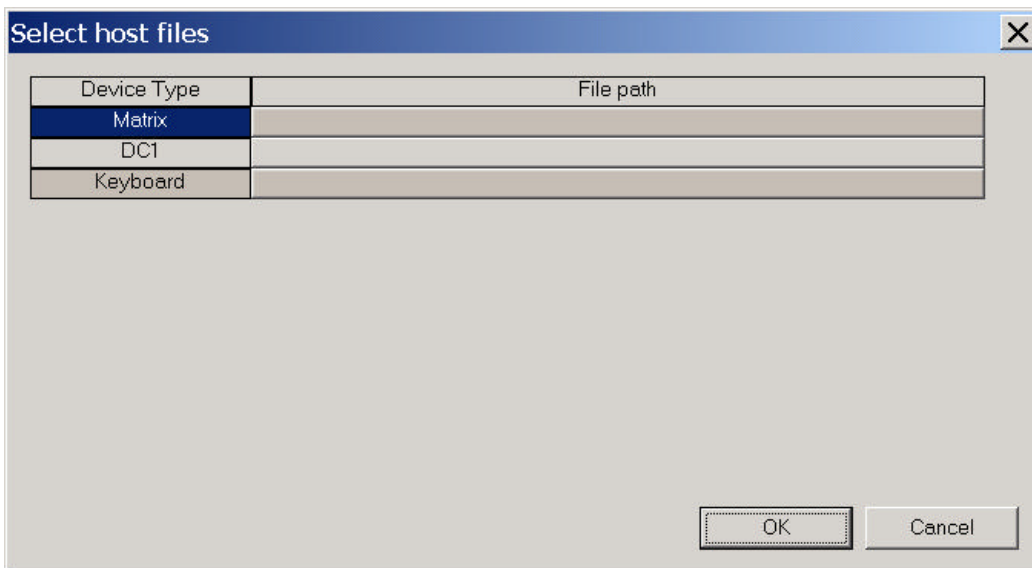 Select host files
Device Type File path
Matrix
DC1
Keyboard
OK Cancel